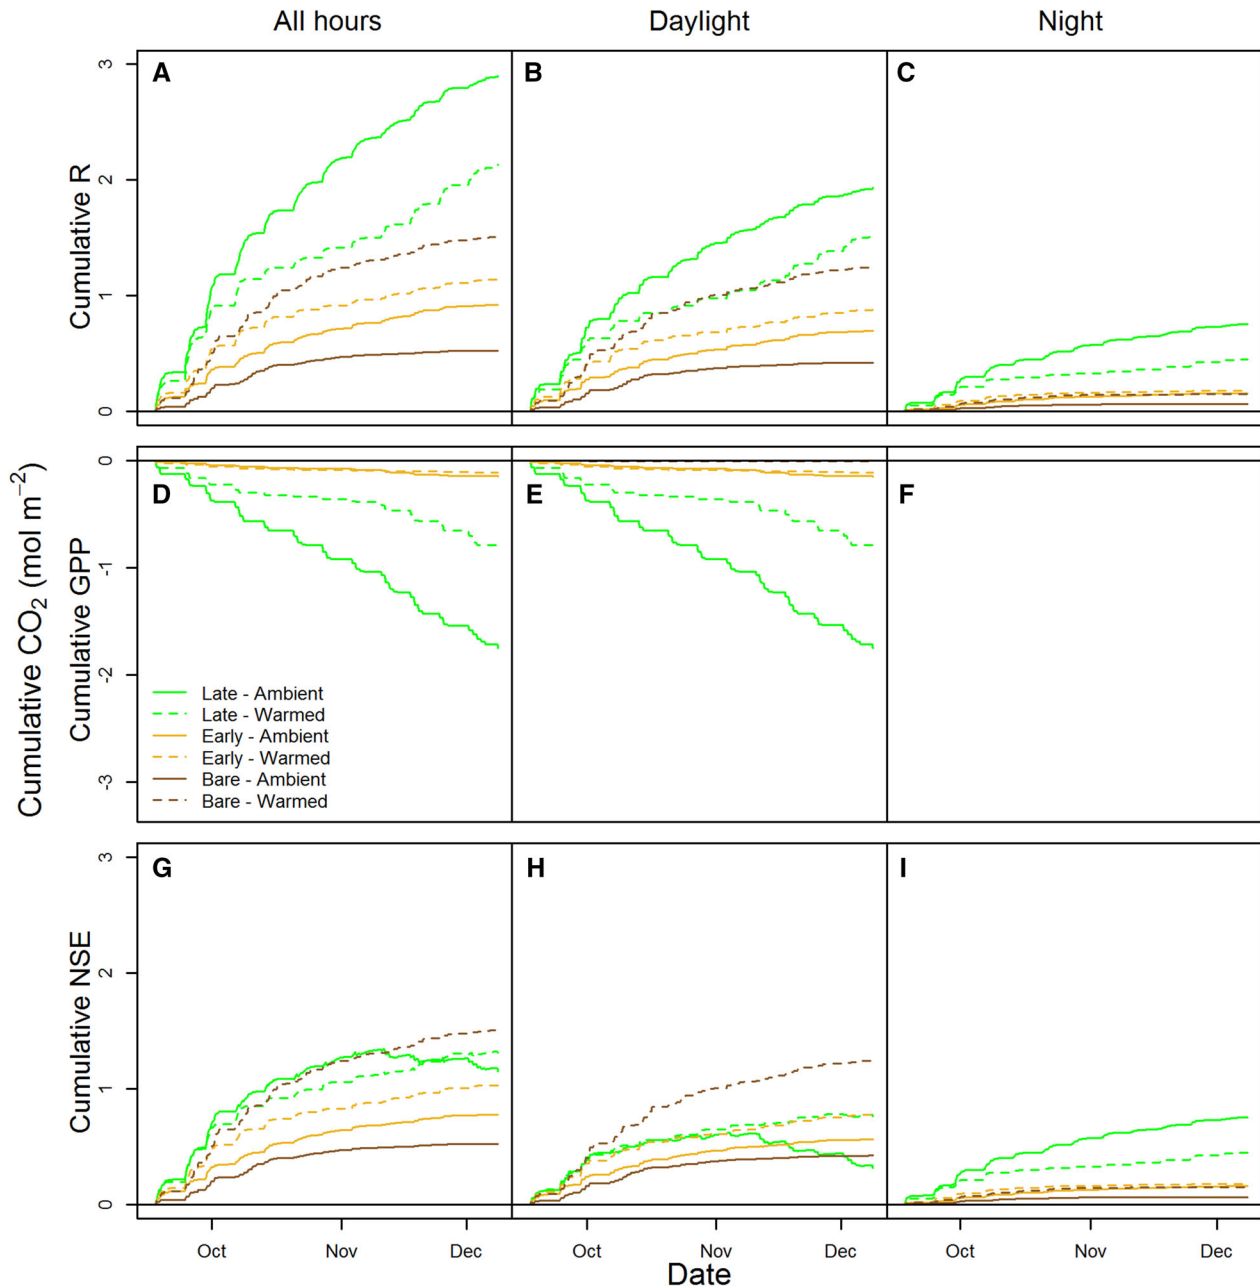 All hours Daylight Night
A B C
3
2
1
0
Cumulative R
D E F
0
-1
-2
-3
Cumulative CO2 (mol m−2)
Cumulative GPP
Late - Ambient
Late - Warmed
Early - Ambient
Early - Warmed
Bare - Ambient
Bare - Warmed
G H I
3
2
1
0
Cumulative NSE
Oct Nov Dec Oct Nov Dec Oct Nov Dec
Date